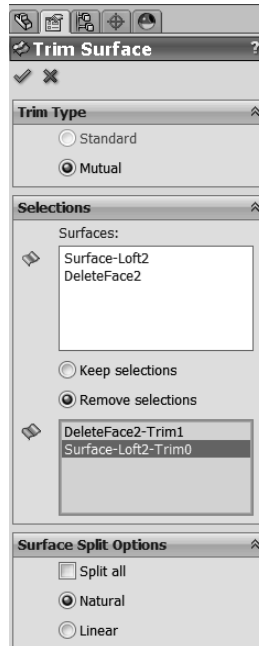 Trim Surface ?
Trim Type
Standard
Mutual
Selections
Surfaces:
Surface-Loft2
DeleteFace2
Keep selections
Remove selections
DeleteFace2-Trim1
Surface-Loft2-Trim0
Surface Split Options
Split all
Natural
Linear